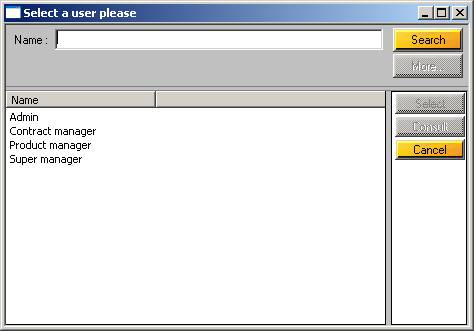 Select a user please
Name :
Search
More...
Name
Admin
Contract manager
Product manager
Super manager
Select
Consult
Cancel